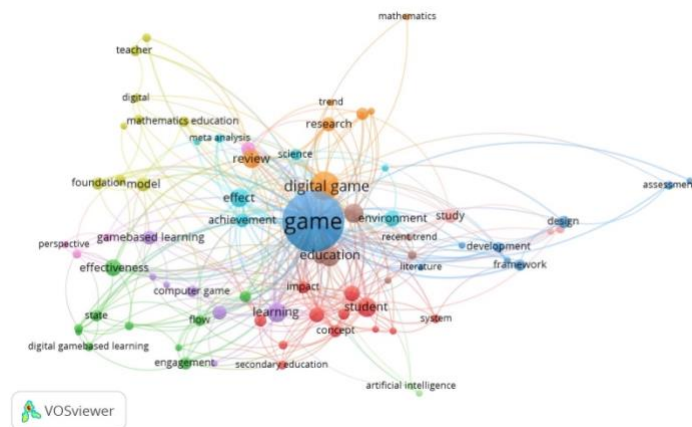 mathematics
teacher
digital
trend
mathematics education
research
meta analysis
science
review
foundation
model
digital game
assessment
effect
achievement
game
environment
study
design
gamebased learning
recent trend
perspective
education
development
effectiveness
literature
framework
computer game
impact
state
flow
learning
student
system
concept
digital gamebased learning
engagement
secondary education
artificial intelligence
VOSviewer